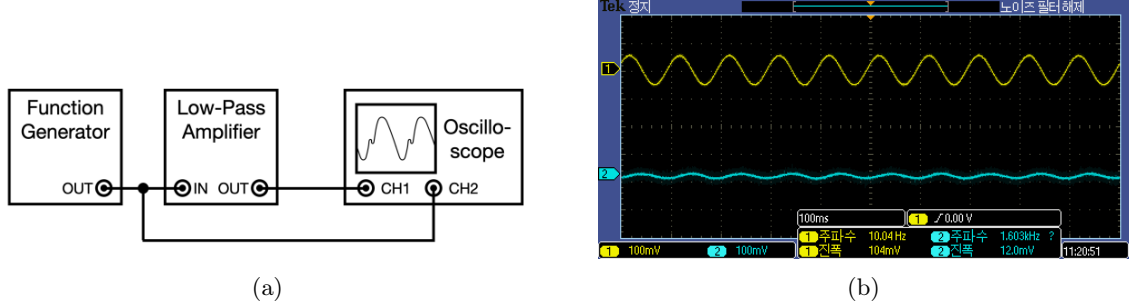 Function
Generator
OUT
Low-Pass
Amplifier
IN OUT
Oscillo-
scope
CH1
CH2
(a)
Tek 정지
노이즈 필터 해제
1
2
100ms
1 0.00 V
1 주파수 10.04 Hz
2 주파수 1.603kHz ?
1 진폭 104mV
2 진폭 12.0mV
1 100mV
2 100mV
11:20:51
(b)